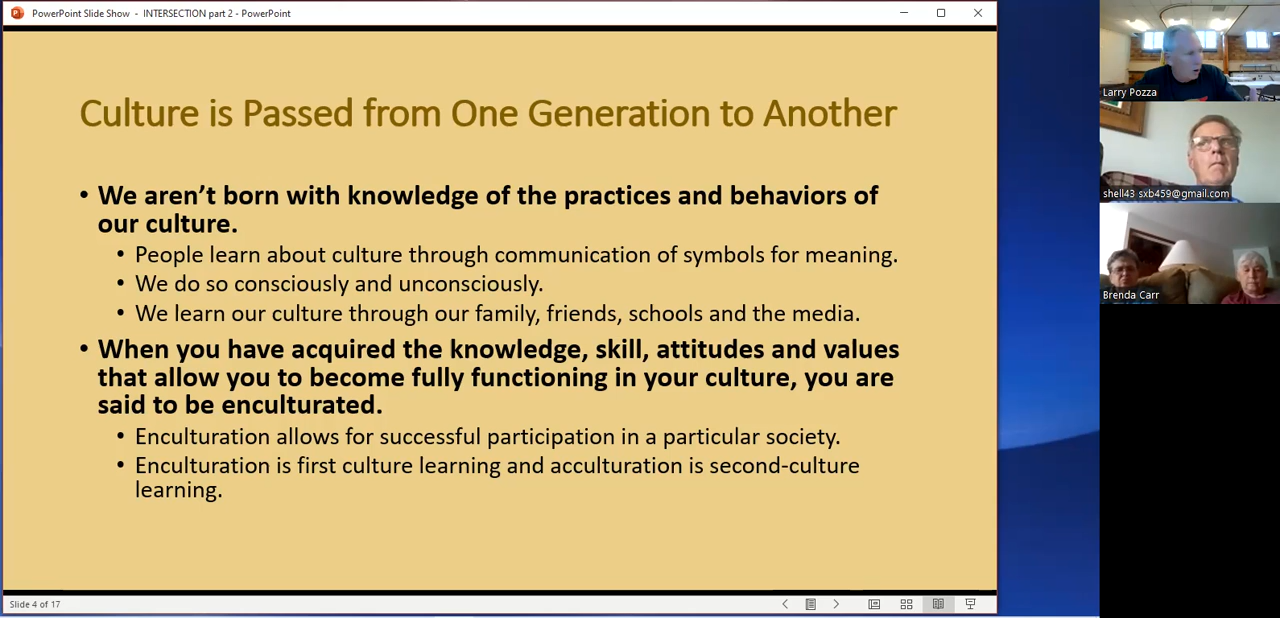 PowerPoint Slide Show - INTERSECTION part 2 - PowerPoint
Culture is Passed from One Generation to Another
• We aren't born with knowledge of the practices and behaviors of
our culture.
• People learn about culture through communication of symbols for meaning.
• We do so consciously and unconsciously.
• We learn our culture through our family, friends, schools and the media.
• When you have acquired the knowledge, skill, attitudes and values
that allow you to become fully functioning in your culture, you are
said to be enculturated.
• Enculturation allows for successful participation in a particular society.
• Enculturation is first culture learning and acculturation is second-culture
learning.
Slide 4 of 17
Larry Pozza
shell43 sxb459@gmail.com
Brenda Carr